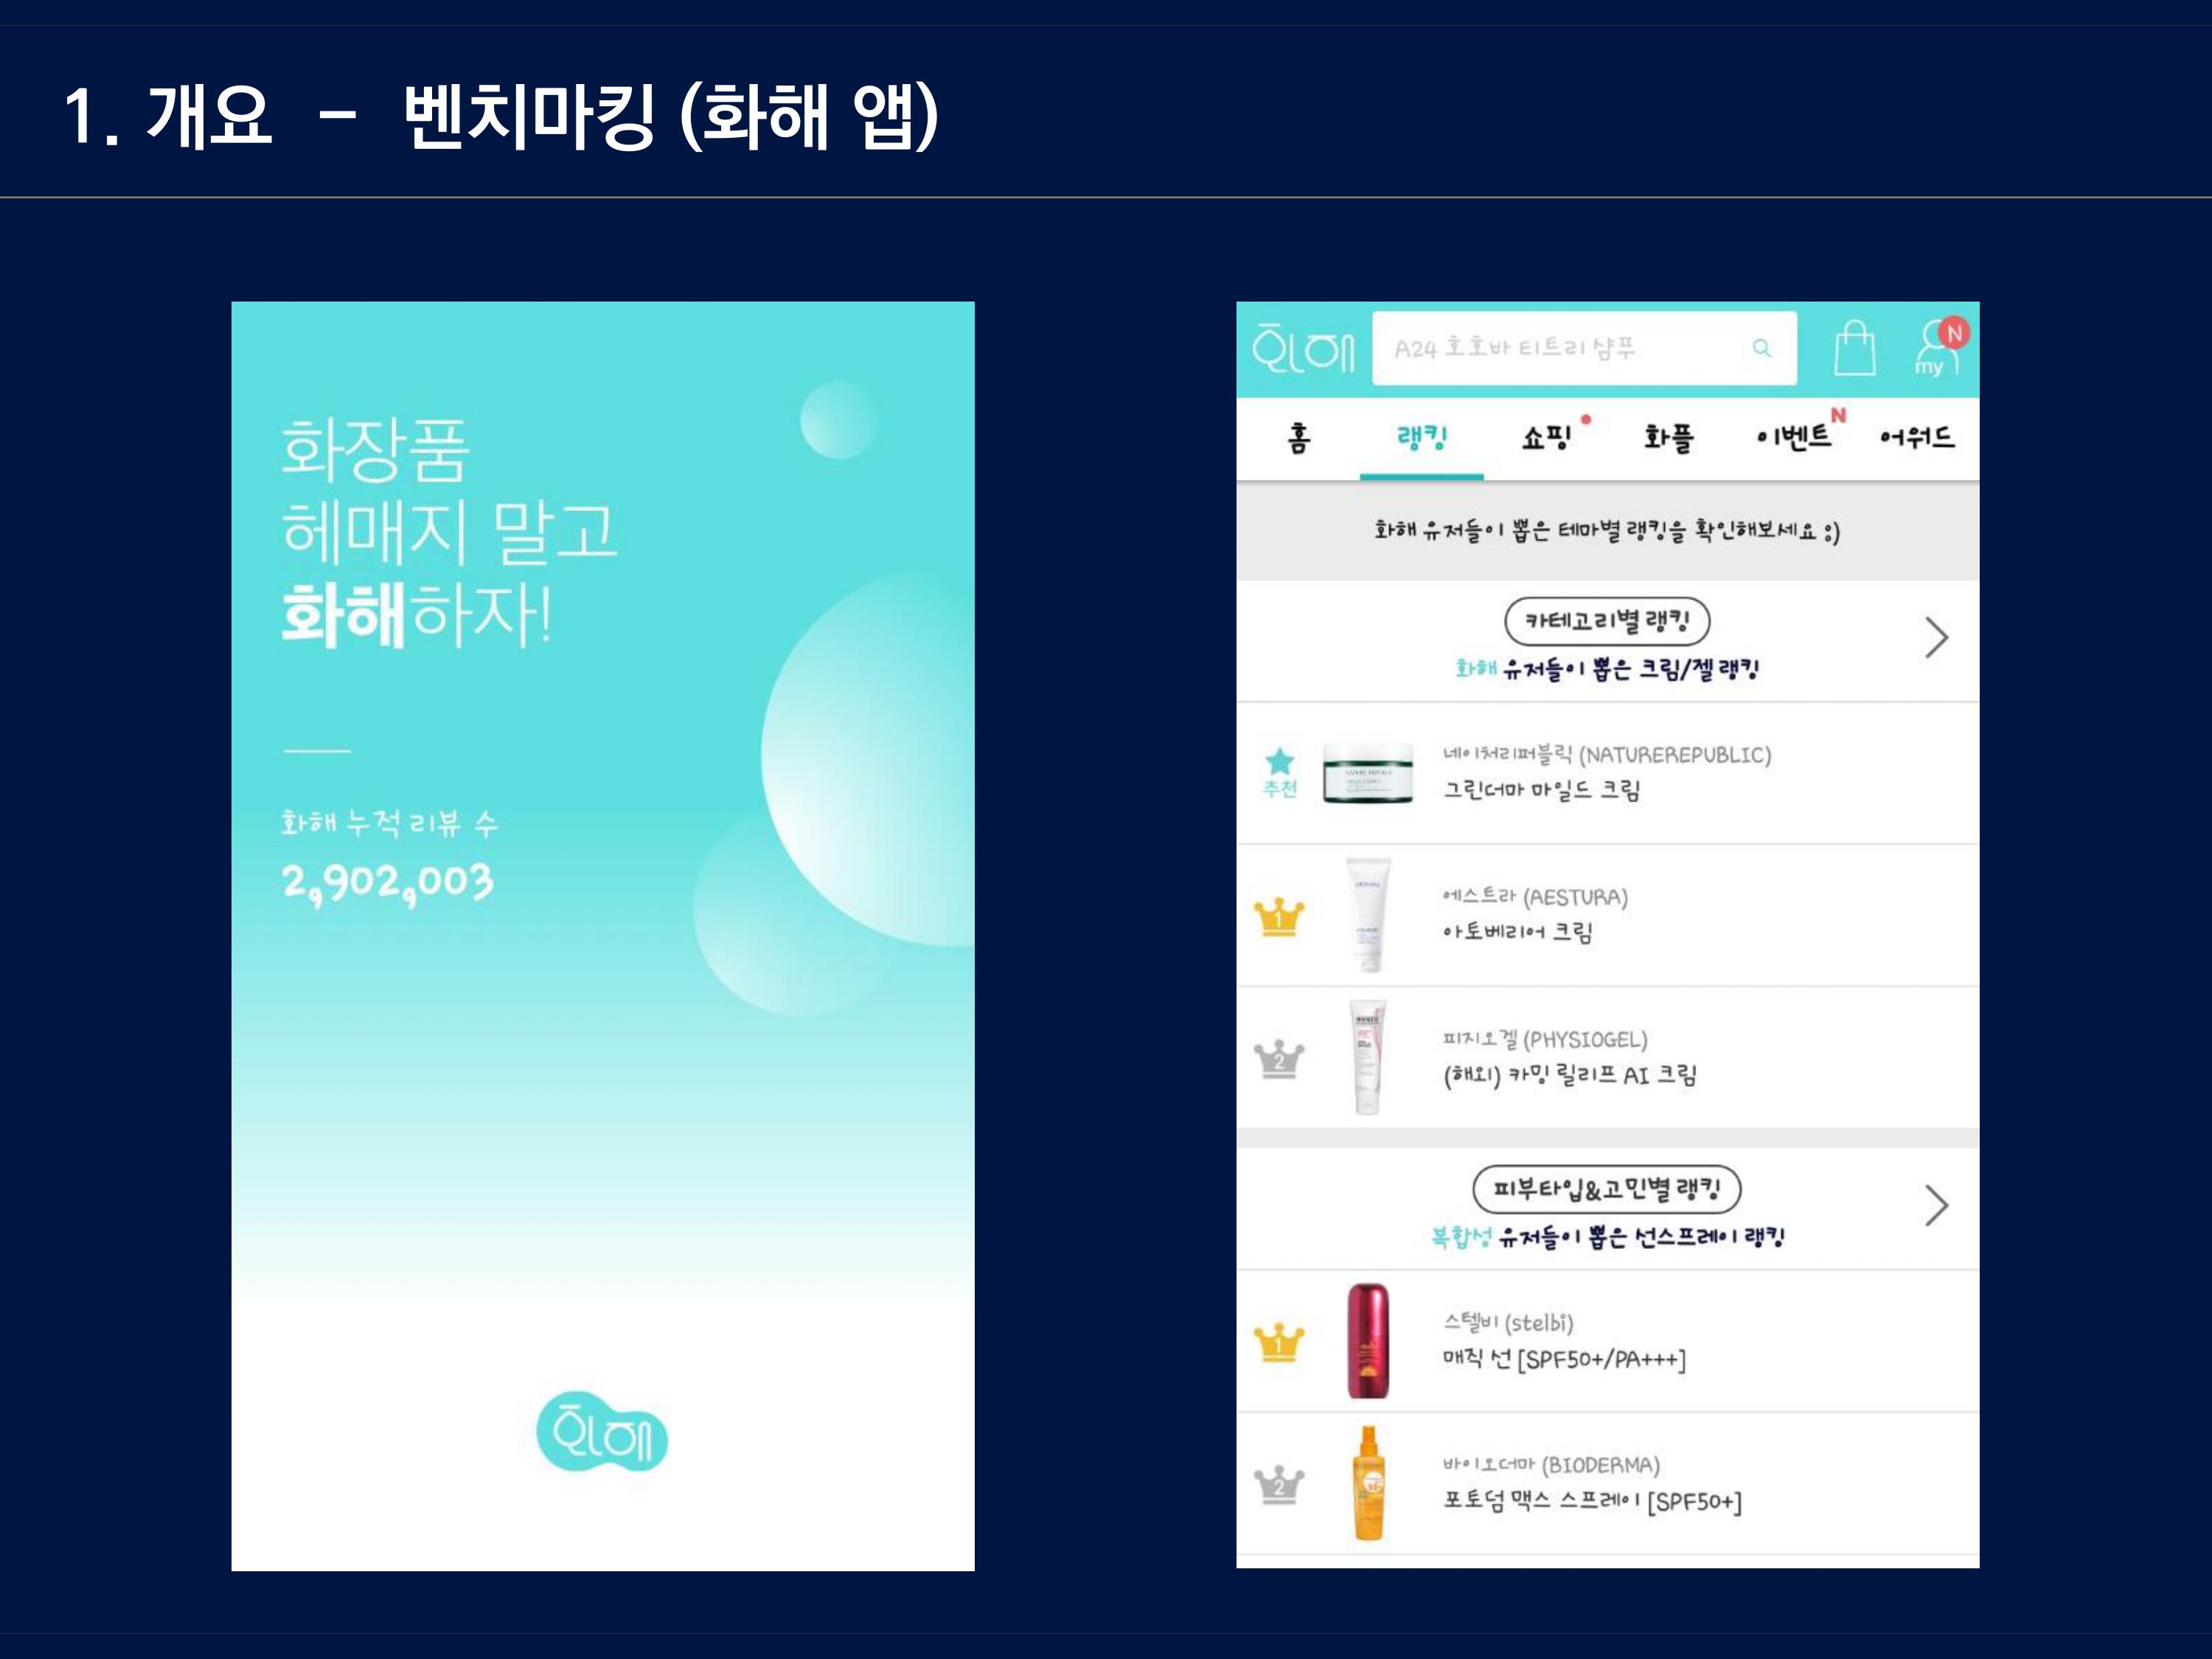 1. 개요 - 벤치마킹 (화해 앱)
화장품
헤매지 말고
화해하자!
화해 누적 리뷰 수
2,902,003
화해
화해
A24 호호바 티트리 샴푸
my
N
홈 랭킹 쇼핑 화플 이벤트 N 어워드
화해 유저들이 뽑은 테마별 랭킹을 확인해보세요 :)
카테고리별 랭킹
화해 유저들이 뽑은 크림/젤 랭킹
추천
네이처리퍼블릭 (NATUREREPUBLIC)
그린더마 마일드 크림
1
에스트라 (AESTURA)
아토베리어 크림
2
피지오겔 (PHYSIOGEL)
(해외) 카밍 릴리프 AI 크림
피부타입&고민별 랭킹
복합성 유저들이 뽑은 선스프레이 랭킹
1
스텔비 (stelbi)
매직 선 [SPF50+/PA+++]
2
바이오더마 (BIODERMA)
포토덤 맥스 스프레이 [SPF50+]